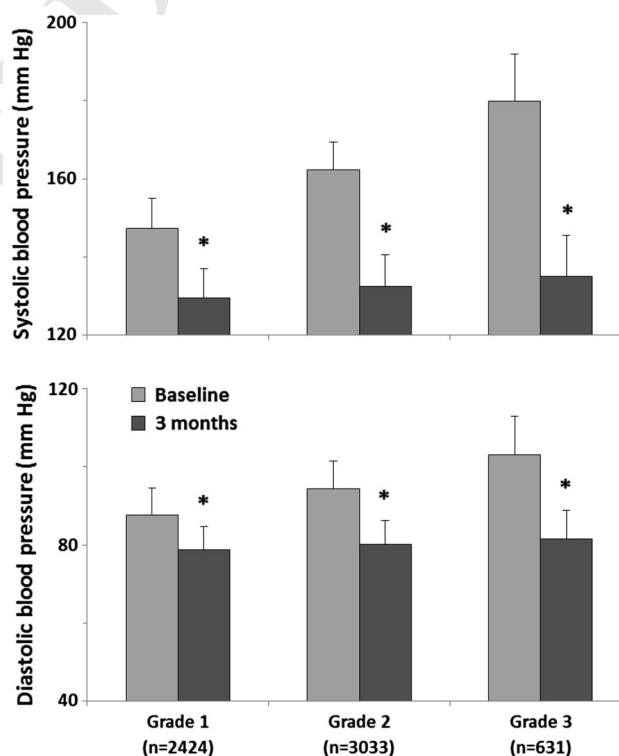 Systolic blood pressure (mm Hg)
200
160
120
*
*
*
Diastolic blood pressure (mm Hg)
120
80
40
Baseline
3 months
*
*
*
Grade 1
(n=2424)
Grade 2
(n=3033)
Grade 3
(n=631)